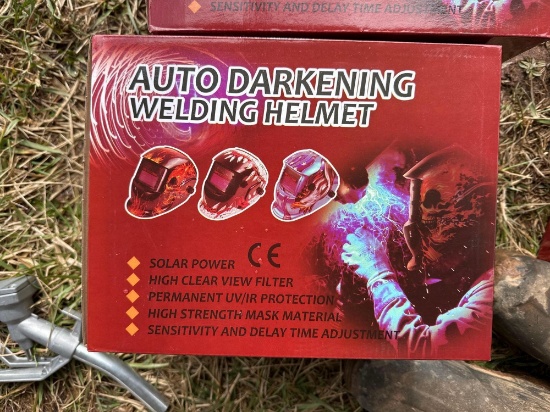 SENSITIVITY AND DELAY TIME ADJUSTMENT
AUTO DARKENING
WELDING HELMET
CE
SOLAR POWER
HIGH CLEAR VIEW FILTER
PERMANENT UV/IR PROTECTION
HIGH STRENGTH MASK MATERIAL
SENSITIVITY AND DELAY TIME ADJUSTMENT